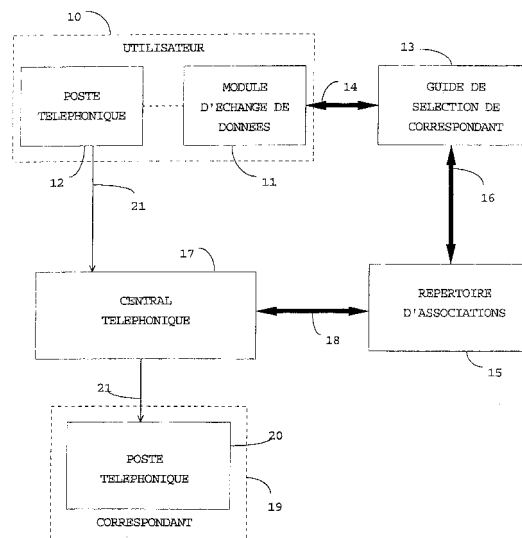 10
UTILISATEUR
13
POSTE
TELEPHONIQUE
MODULE
D'ECHANGE DE
DONNEES
14
GUIDE DE
SELECTION DE
CORRESPONDANT
12
11
21
16
17
CENTRAL
TELEPHONIQUE
REPERTOIRE
D'ASSOCIATIONS
18
15
21
20
POSTE
TELEPHONIQUE
19
CORRESPONDANT